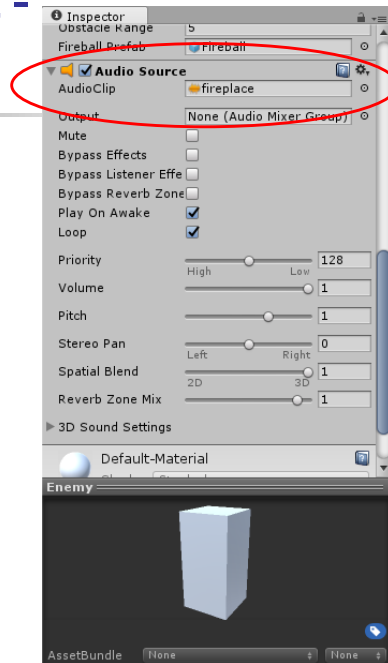 Inspector
Obstacle Range 5
Fireball Prefab Fireball
Audio Source
AudioClip fireplace
Output None (Audio Mixer Group)
Mute
Bypass Effects
Bypass Listener Effe
Bypass Reverb Zone
Play On Awake
Loop
Priority 128
High Low
Volume 1
Pitch 1
Stereo Pan 0
Left Right
Spatial Blend 1
2D 3D
Reverb Zone Mix 1
3D Sound Settings
Default-Material
Enemy
AssetBundle None None